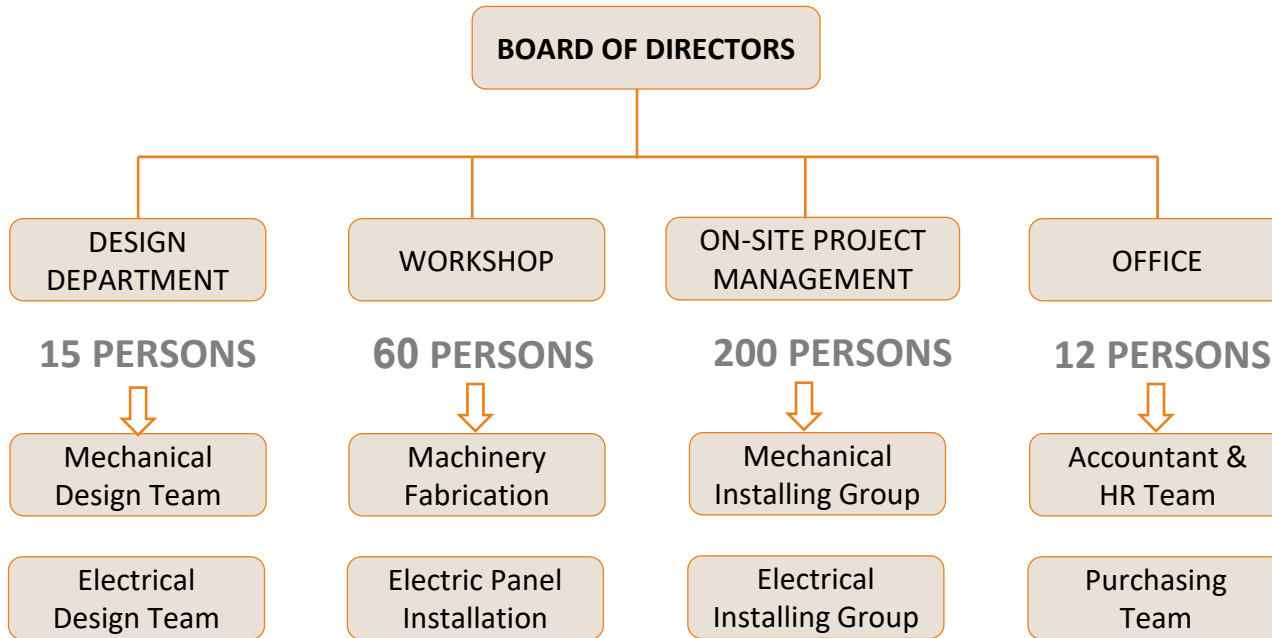 BOARD OF DIRECTORS
DESIGN
DEPARTMENT
WORKSHOP
ON-SITE PROJECT
MANAGEMENT
OFFICE
15 PERSONS
60 PERSONS
200 PERSONS
12 PERSONS
Mechanical
Design Team
Machinery
Fabrication
Mechanical
Installing Group
Accountant &
HR Team
Electrical
Design Team
Electric Panel
Installation
Electrical
Installing Group
Purchasing
Team